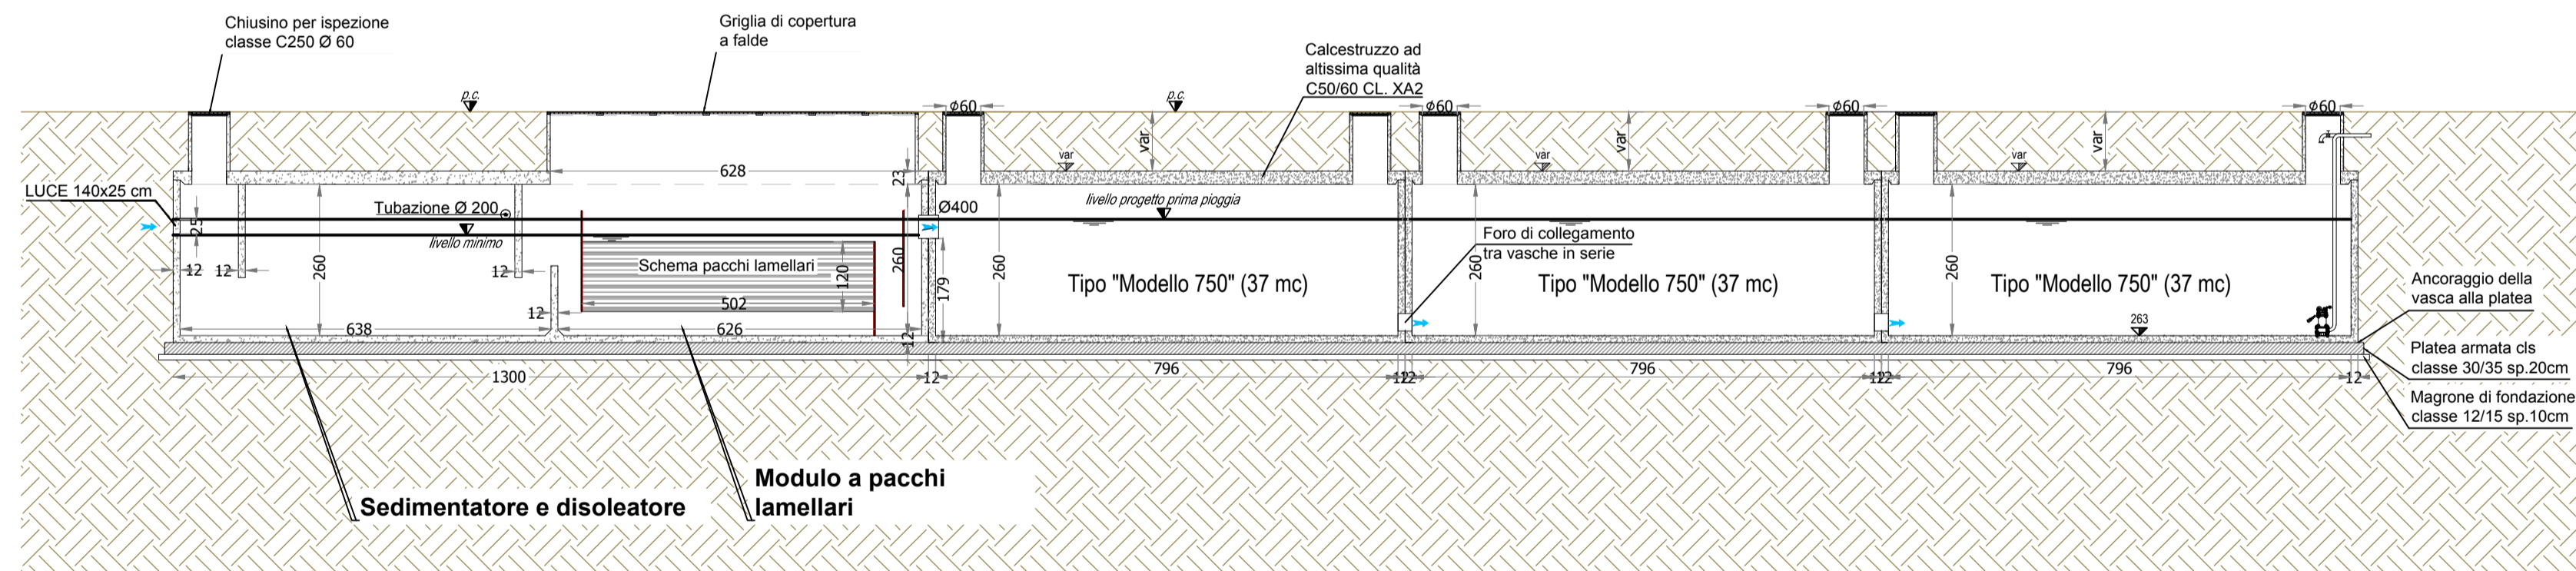 Chiusino per ispezione
classe C250 Ø 60
Griglia di copertura
a falde
Calcestruzzo ad
altissima qualità
C50/60 CL. XA2
p.c.
p.c.
Ø60
Ø60
Ø60
Ø60
var
var
var
var
var
var
628
23
LUCE 140x25 cm
Tubazione Ø 200
livello minimo
25
Ø400
livello progetto prima pioggia
12
12
260
12
12
Schema pacchi lamellari
120
502
260
179
638
626
12
260
Tipo "Modello 750" (37 mc)
Foro di collegamento
tra vasche in serie
260
Tipo "Modello 750" (37 mc)
260
Tipo "Modello 750" (37 mc)
263
Ancoraggio della
vasca alla platea
Platea armata cls
classe 30/35 sp.20cm
Magrone di fondazione
classe 12/15 sp.10cm
1300
12
796
12
12
796
12
12
796
12
Sedimentatore e disoleatore
Modulo a pacchi
lamellari